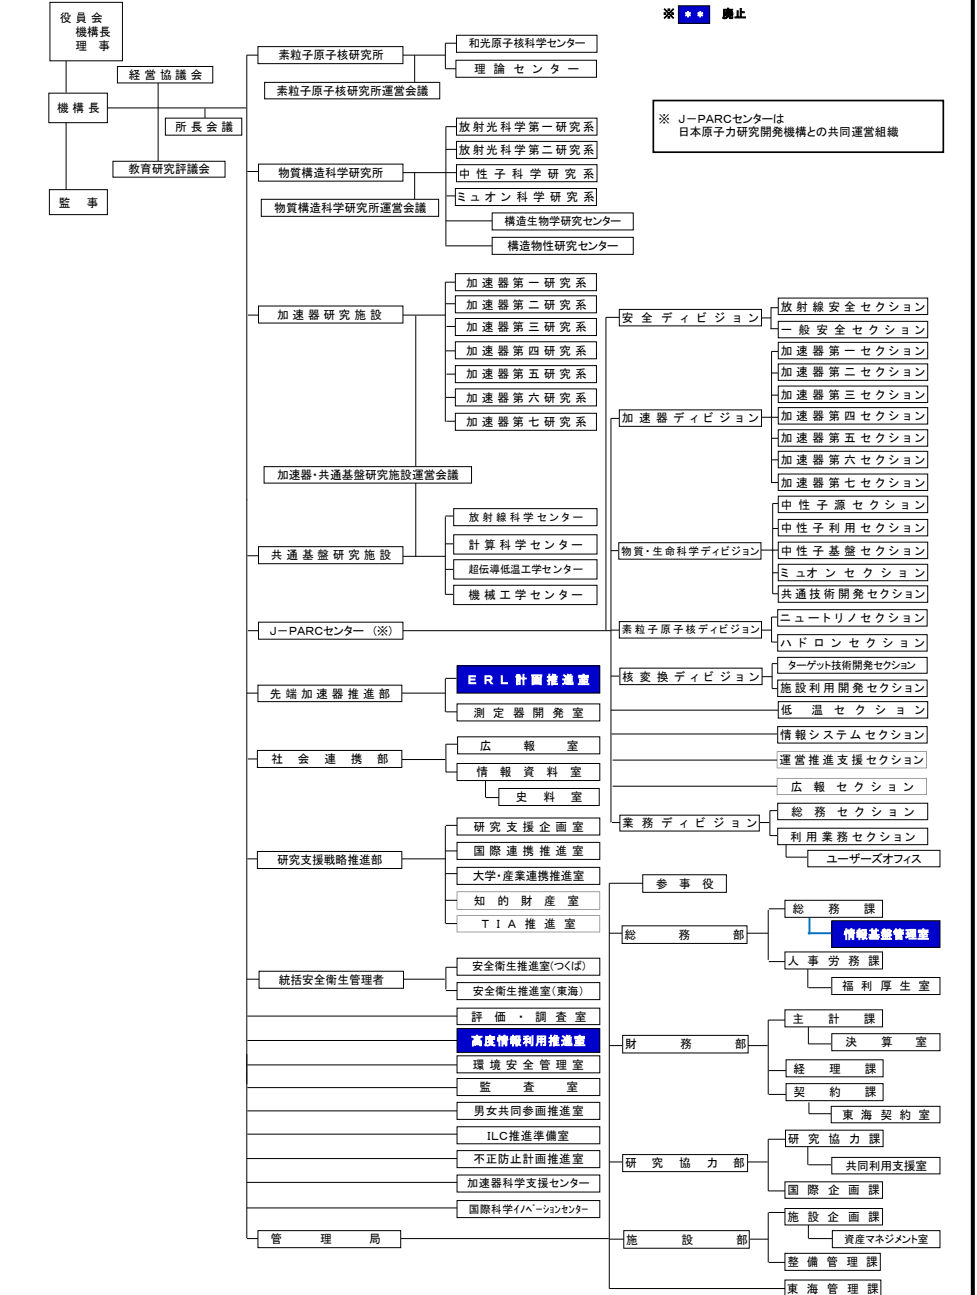 役員会
機構長
理 事
※ ** 廃止
経営協議会
機構長
所長会議
教育研究評議会
監 事
※ J-PARCセンターは
日本原子力研究開発機構との共同運営組織
素粒子原子核研究所
素粒子原子核研究所運営会議
和光原子核科学センター
理論センター
物質構造科学研究所
物質構造科学研究所運営会議
放射光科学第一研究系
放射光科学第二研究系
中性子科学研究系
ミュオン科学研究系
構造生物学研究センター
構造物性研究センター
加速器研究施設
加速器第一研究系
加速器第二研究系
加速器第三研究系
加速器第四研究系
加速器第五研究系
加速器第六研究系
加速器第七研究系
加速器・共通基盤研究施設運営会議
共通基盤研究施設
放射線科学センター
計算科学センター
超伝導低温工学センター
機械工学センター
J-PARCセンター (※)
安全ディビジョン
放射線安全セクション
一般安全セクション
加速器ディビジョン
加速器第一セクション
加速器第二セクション
加速器第三セクション
加速器第四セクション
加速器第五セクション
加速器第六セクション
加速器第七セクション
物質・生命科学ディビジョン
中性子源セクション
中性子利用セクション
中性子基盤セクション
ミュオンセクション
共通技術開発セクション
素粒子原子核ディビジョン
ニュートリノセクション
ハドロンセクション
核変換ディビジョン
ターゲット技術開発セクション
施設利用開発セクション
低温セクション
情報システムセクション
運営推進支援セクション
広報セクション
業務ディビジョン
総務セクション
利用業務セクション
ユーザーズオフィス
先端加速器推進部
ERL計画推進室
測定器開発室
社会連携部
広報室
情報資料室
史料室
研究支援戦略推進部
研究支援企画室
国際連携推進室
大学・産業連携推進室
知的財産室
TIA推進室
統括安全衛生管理者
安全衛生推進室(つくば)
安全衛生推進室(東海)
評価・調査室
高度情報利用推進室
環境安全管理室
監査室
男女共同参画推進室
ILC推進準備室
不正防止計画推進室
加速器科学支援センター
国際科学イノベーションセンター
管理局
参事役
総務部
総務課
情報基盤管理室
人事労務課
福利厚生室
財務部
主計課
決算室
経理課
契約課
東海契約室
研究協力部
研究協力課
共同利用支援室
国際企画課
施設部
施設企画課
資産マネジメント室
整備管理課
東海管理課